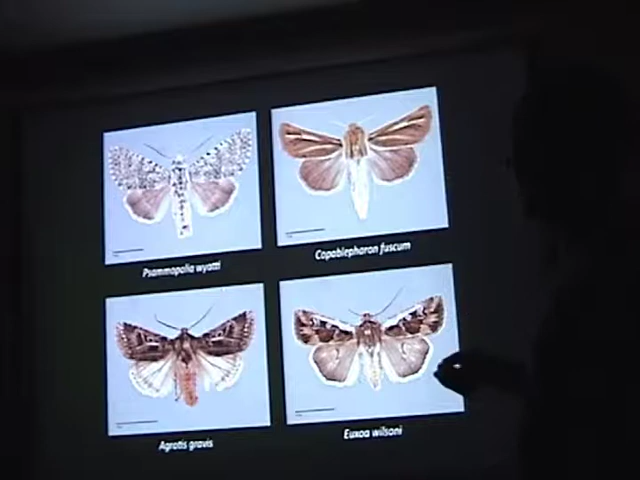 Psammopolia wyatti
Copablepharon fuscum
Agrotis gravis
Euxoa wilsoni